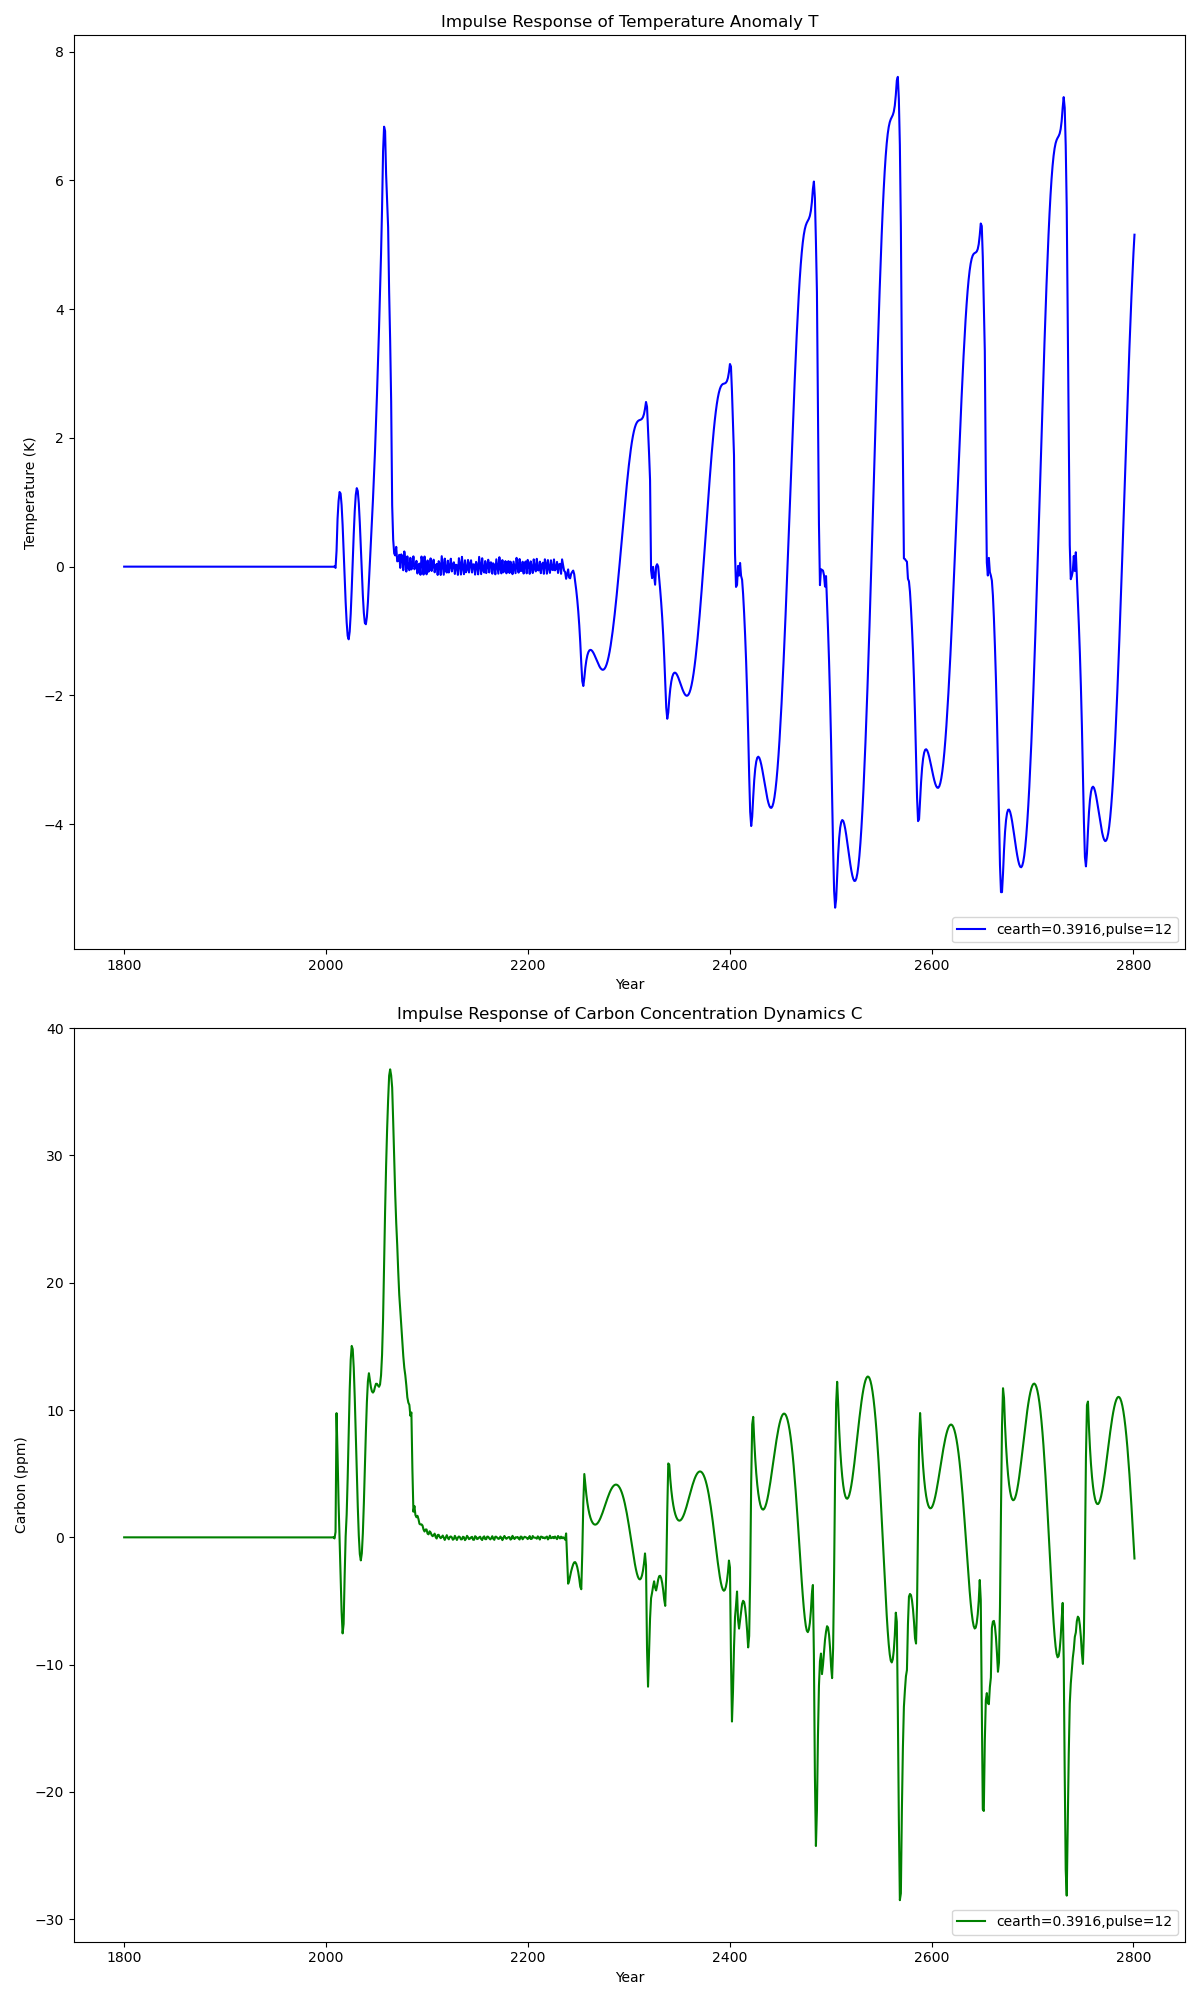 Impulse Response of Temperature Anomaly T
8
6
4
2
0
−2
−4
Temperature (K)
cearth=0.3916,pulse=12
1800 2000 2200 2400 2600 2800
Year
Impulse Response of Carbon Concentration Dynamics C
40
30
20
10
0
−10
−20
−30
Carbon (ppm)
cearth=0.3916,pulse=12
1800 2000 2200 2400 2600 2800
Year